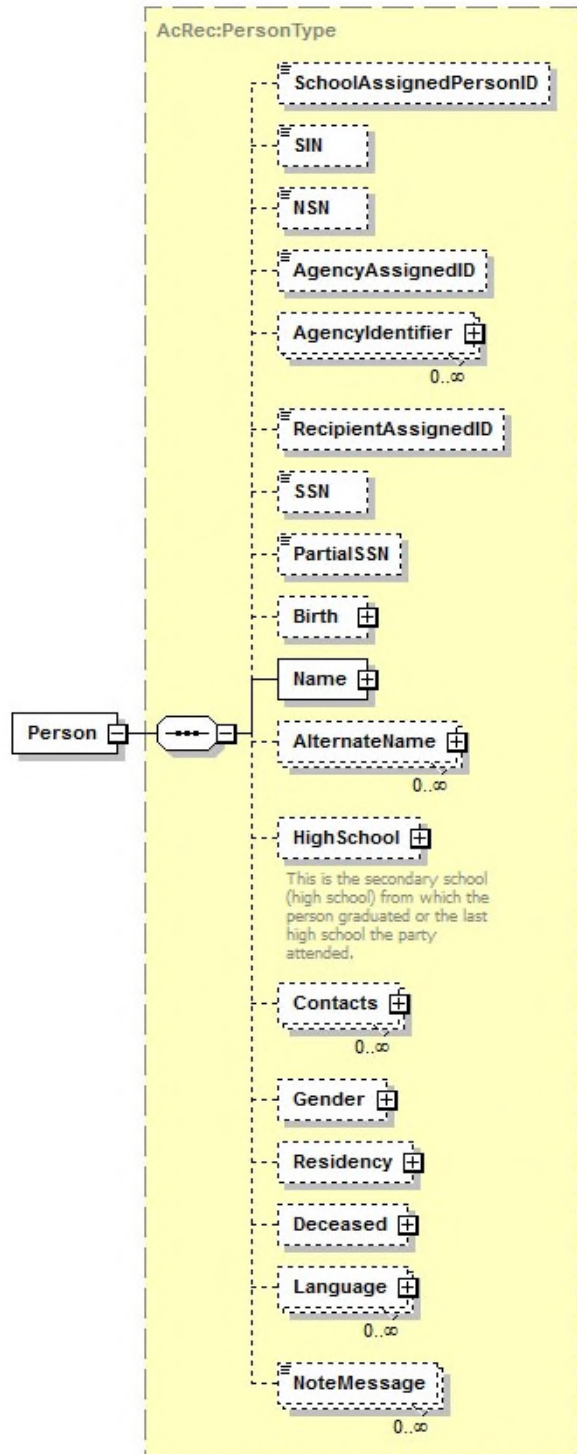 AcRec:PersonType
SchoolAssignedPersonID
SIN
NSN
AgencyAssignedID
AgencyIdentifier
0..∞
RecipientAssignedID
SSN
PartialSSN
Birth
Name
Person
AlternateName
0..∞
HighSchool
This is the secondary school
(high school) from which the
person graduated or the last
high school the party
attended.
Contacts
0..∞
Gender
Residency
Deceased
Language
0..∞
NoteMessage
0..∞